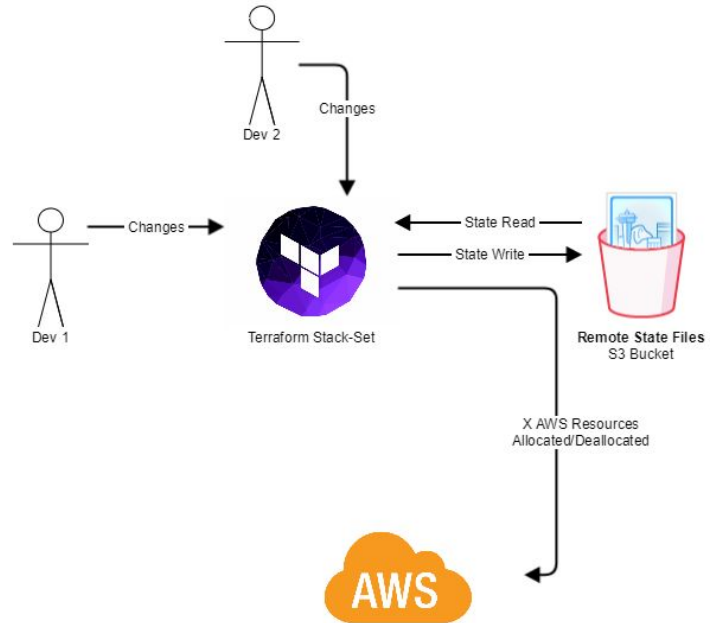 Dev 2
Changes
Dev 1
Changes
Terraform Stack-Set
State Read
State Write
Remote State Files
S3 Bucket
X AWS Resources
Allocated/Deallocated
AWS